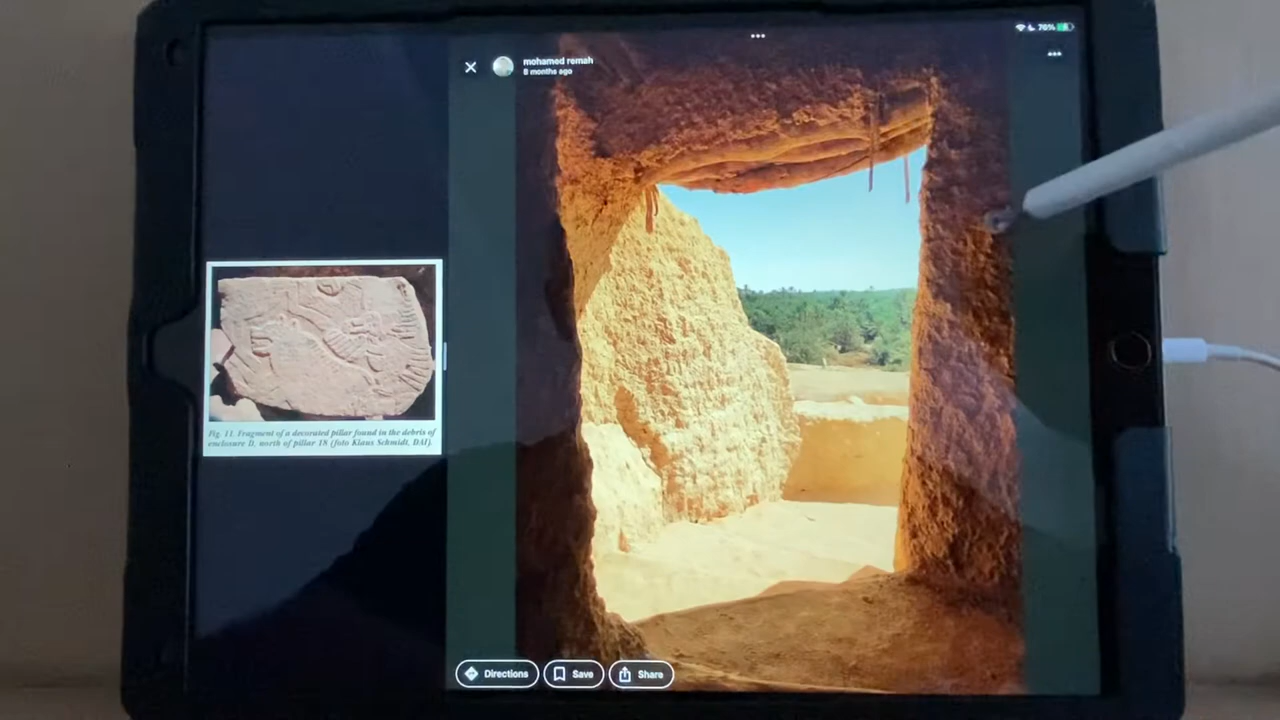 76%
mohamed remah
8 months ago
Fig. 11. Fragment of a decorated pillar found in the debris of
enclosure D, north of pillar 18 (foto Klaus Schmidt, DAI).
Directions
Save
Share